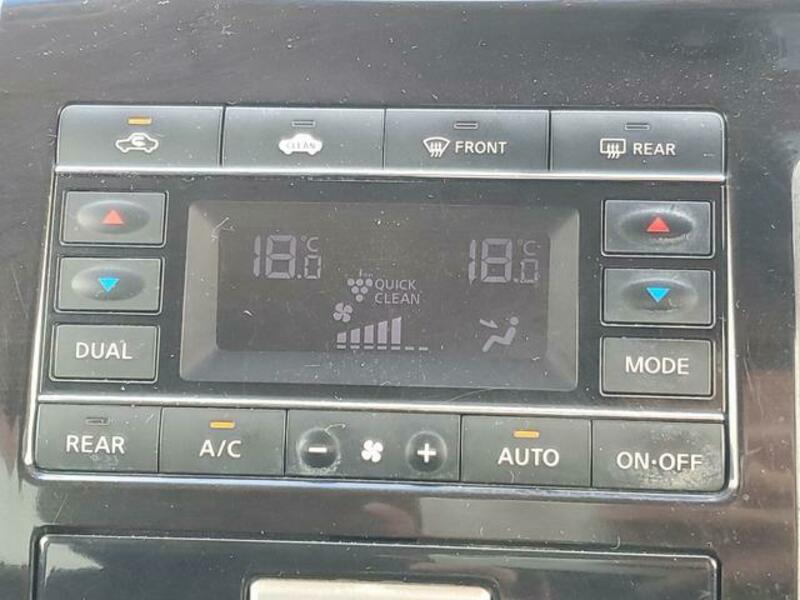 CLEAN
FRONT
REAR
18.0°C
18.0°C
QUICK
CLEAN
DUAL
MODE
REAR
A/C
AUTO
ON·OFF